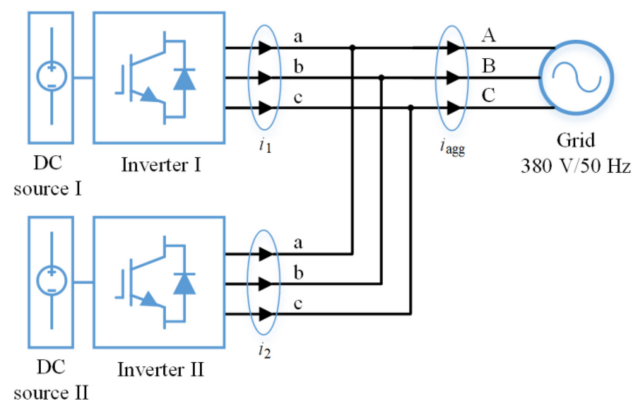 a
A
b
B
c
C
i1
iagg
DC
source I
Inverter I
Grid
380 V/50 Hz
a
b
c
i2
DC
source II
Inverter II